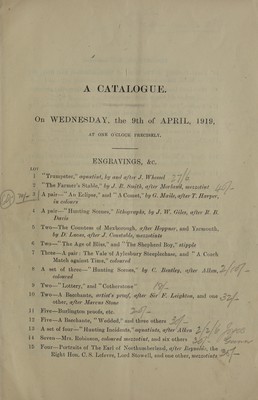 A CATALOGUE.
On WEDNESDAY, the 9th of APRIL, 1919,
AT ONE O'CLOCK PRECISELY.
ENGRAVINGS, &c.
LOT
1 "Trumpeter," aquatint, by and after J. Whessel 27/6
2 "The Farmer's Stable," by J. R. Smith, after Morland, mezzotint
3 A pair—"An Eclipse," and "A Comet," by G. Maile, after T. Harper,
in colours
4 A pair—"Hunting Scenes," lithographs, by J. W. Giles, after R. B.
Davis
5 Two—The Countess of Mexborough, after Hoppner, and Yarmouth,
by D. Lucas, after J. Constable, mezzotints
6 Two—"The Age of Bliss," and "The Shepherd Boy," stipple
7 Three—A pair: The Vale of Aylesbury Steeplechase, and "A Coach
Match against Time," coloured
8 A set of three—"Hunting Scenes," by C. Bentley, after Alken,
9 Two—"Lottery," and "Cotherstone"
10 Two—A Bacchante, artist's proof, after Sir F. Leighton, and one
other, after Marcus Stone
11 Five—Burlington proofs, etc.
12 Five—A Bacchante, and three others
13 A set of four—"Hunting Incidents," aquatints, after Alken
14 Seven—Mrs. Robinson, coloured mezzotint, and six others
15 Four—Portraits of The Earl of Northumberland, after
Right Hon. C. S. Lefevre, Lord Stowell, and one other, mezzotints